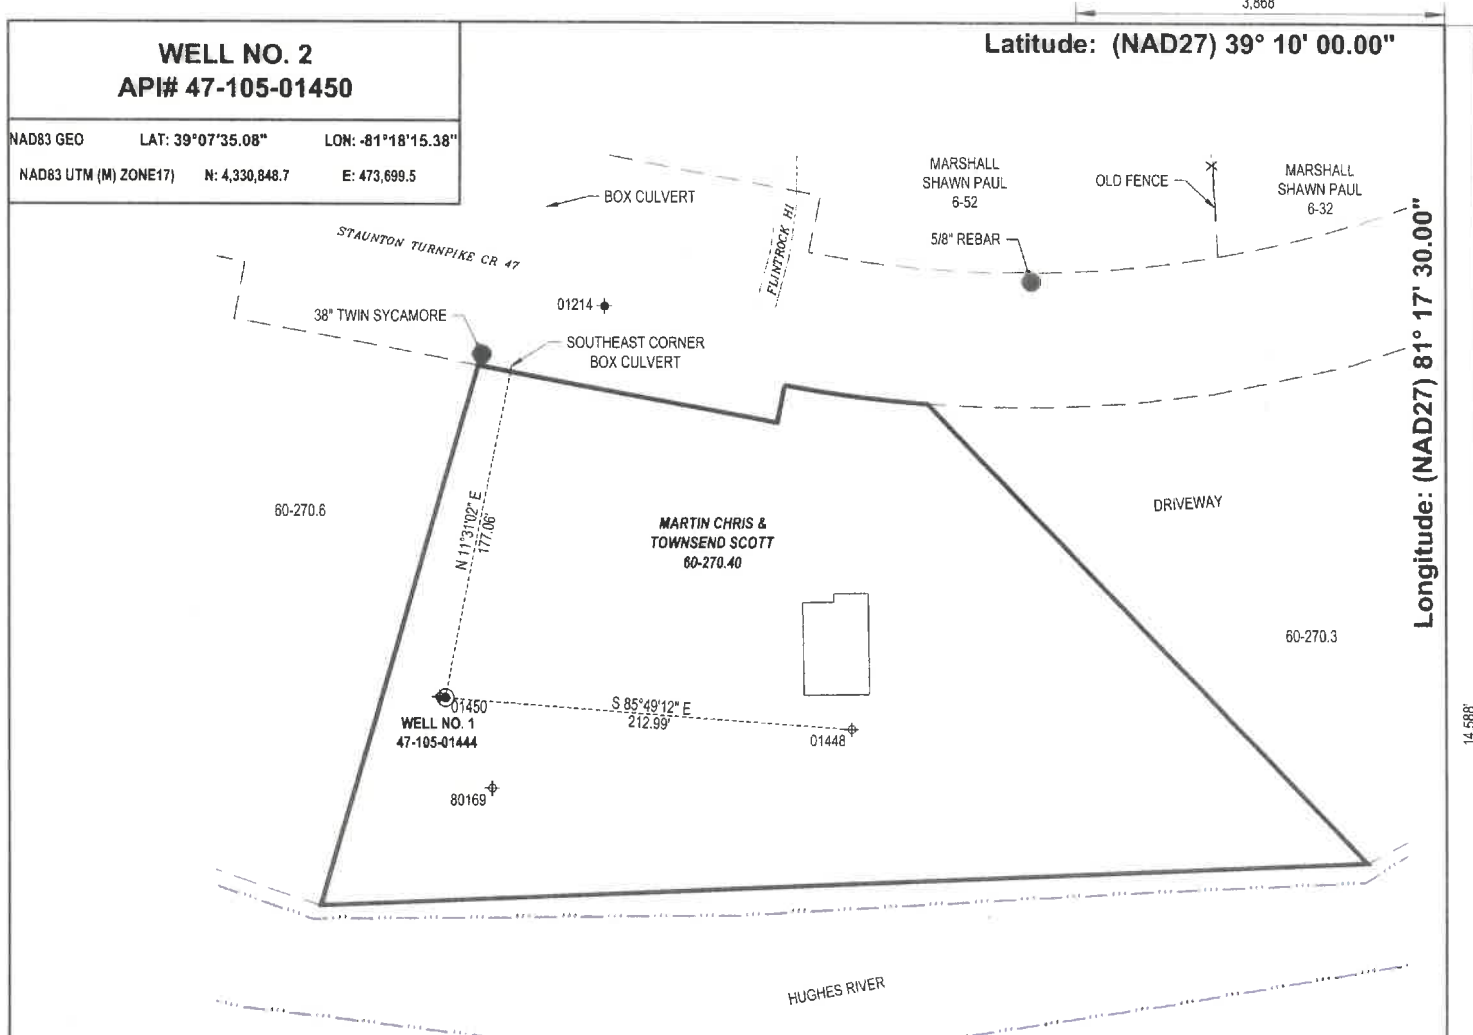 3,868'
WELL NO. 2
API# 47-105-01450
NAD83 GEO LAT: 39°07'35.08" LON: -81°18'15.38"
NAD83 UTM (M) ZONE17) N: 4,330,848.7 E: 473,699.5
Latitude: (NAD27) 39° 10' 00.00"
Longitude: (NAD27) 81° 17' 30.00"
14,588'
BOX CULVERT
MARSHALL
SHAWN PAUL
6-52
OLD FENCE
MARSHALL
SHAWN PAUL
6-32
STAUNTON TURNPIKE CR 47
FLINTROCK HI
5/8" REBAR
01214
38" TWIN SYCAMORE
SOUTHEAST CORNER
BOX CULVERT
60-270.6
N 11°31'02" E
177.06'
MARTIN CHRIS &
TOWNSEND SCOTT
60-270.40
DRIVEWAY
60-270.3
S 85°49'12" E
212.99'
01450
WELL NO. 1
47-105-01444
01448
80169
HUGHES RIVER